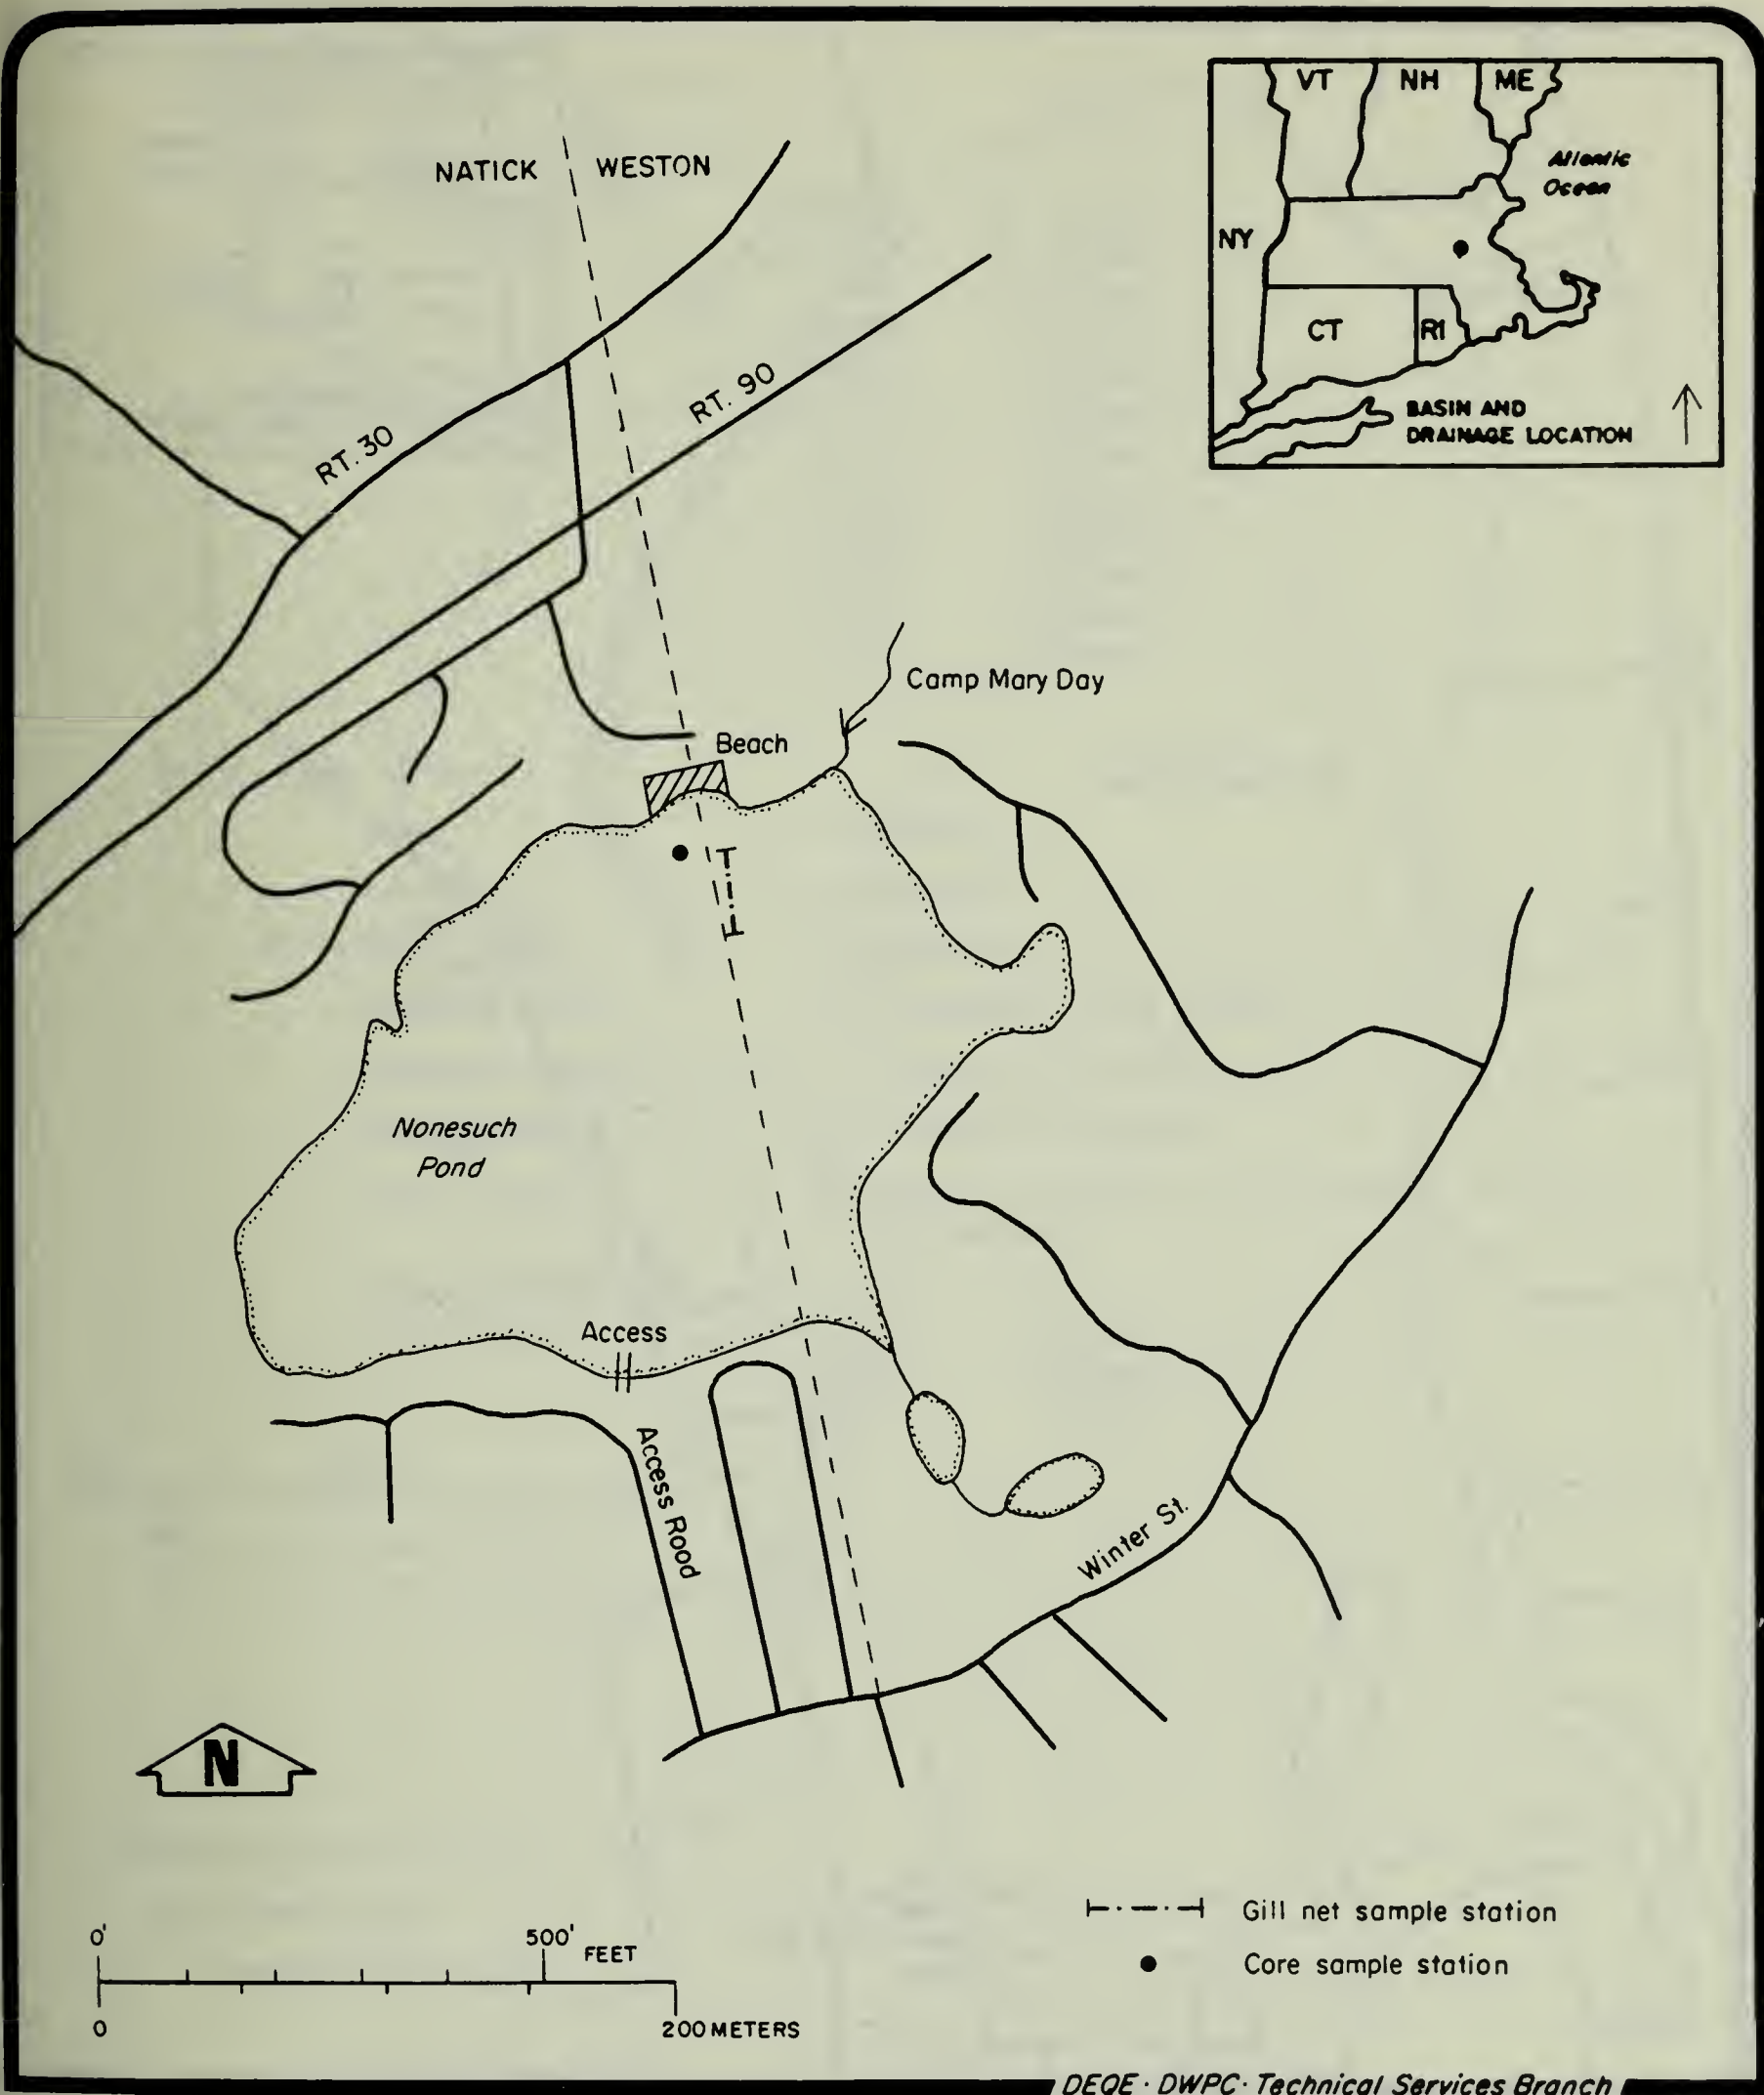 VT NH ME
Atlantic
Ocean
NY
CT
RI
BASIN AND
DRAINAGE LOCATION
NATICK WESTON
RT. 30
RT. 90
Camp Mary Day
Beach
Nonesuch
Pond
Access
Access Road
Winter St.
N
Gill net sample station
Core sample station
0' 500'
FEET
0 200 METERS
DEQE · DWPC · Technical Services Branch